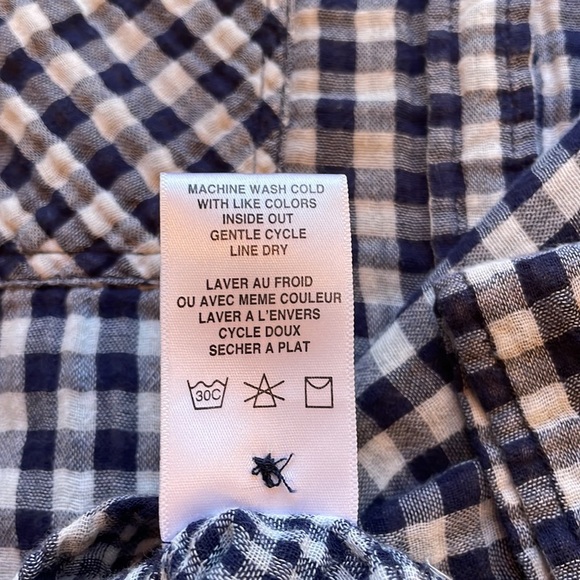 MACHINE WASH COLD
WITH LIKE COLORS
INSIDE OUT
GENTLE CYCLE
LINE DRY
LAVER AU FROID
OU AVEC MEME COULEUR
LAVER A L'ENVERS
CYCLE DOUX
SECHER A PLAT
30C